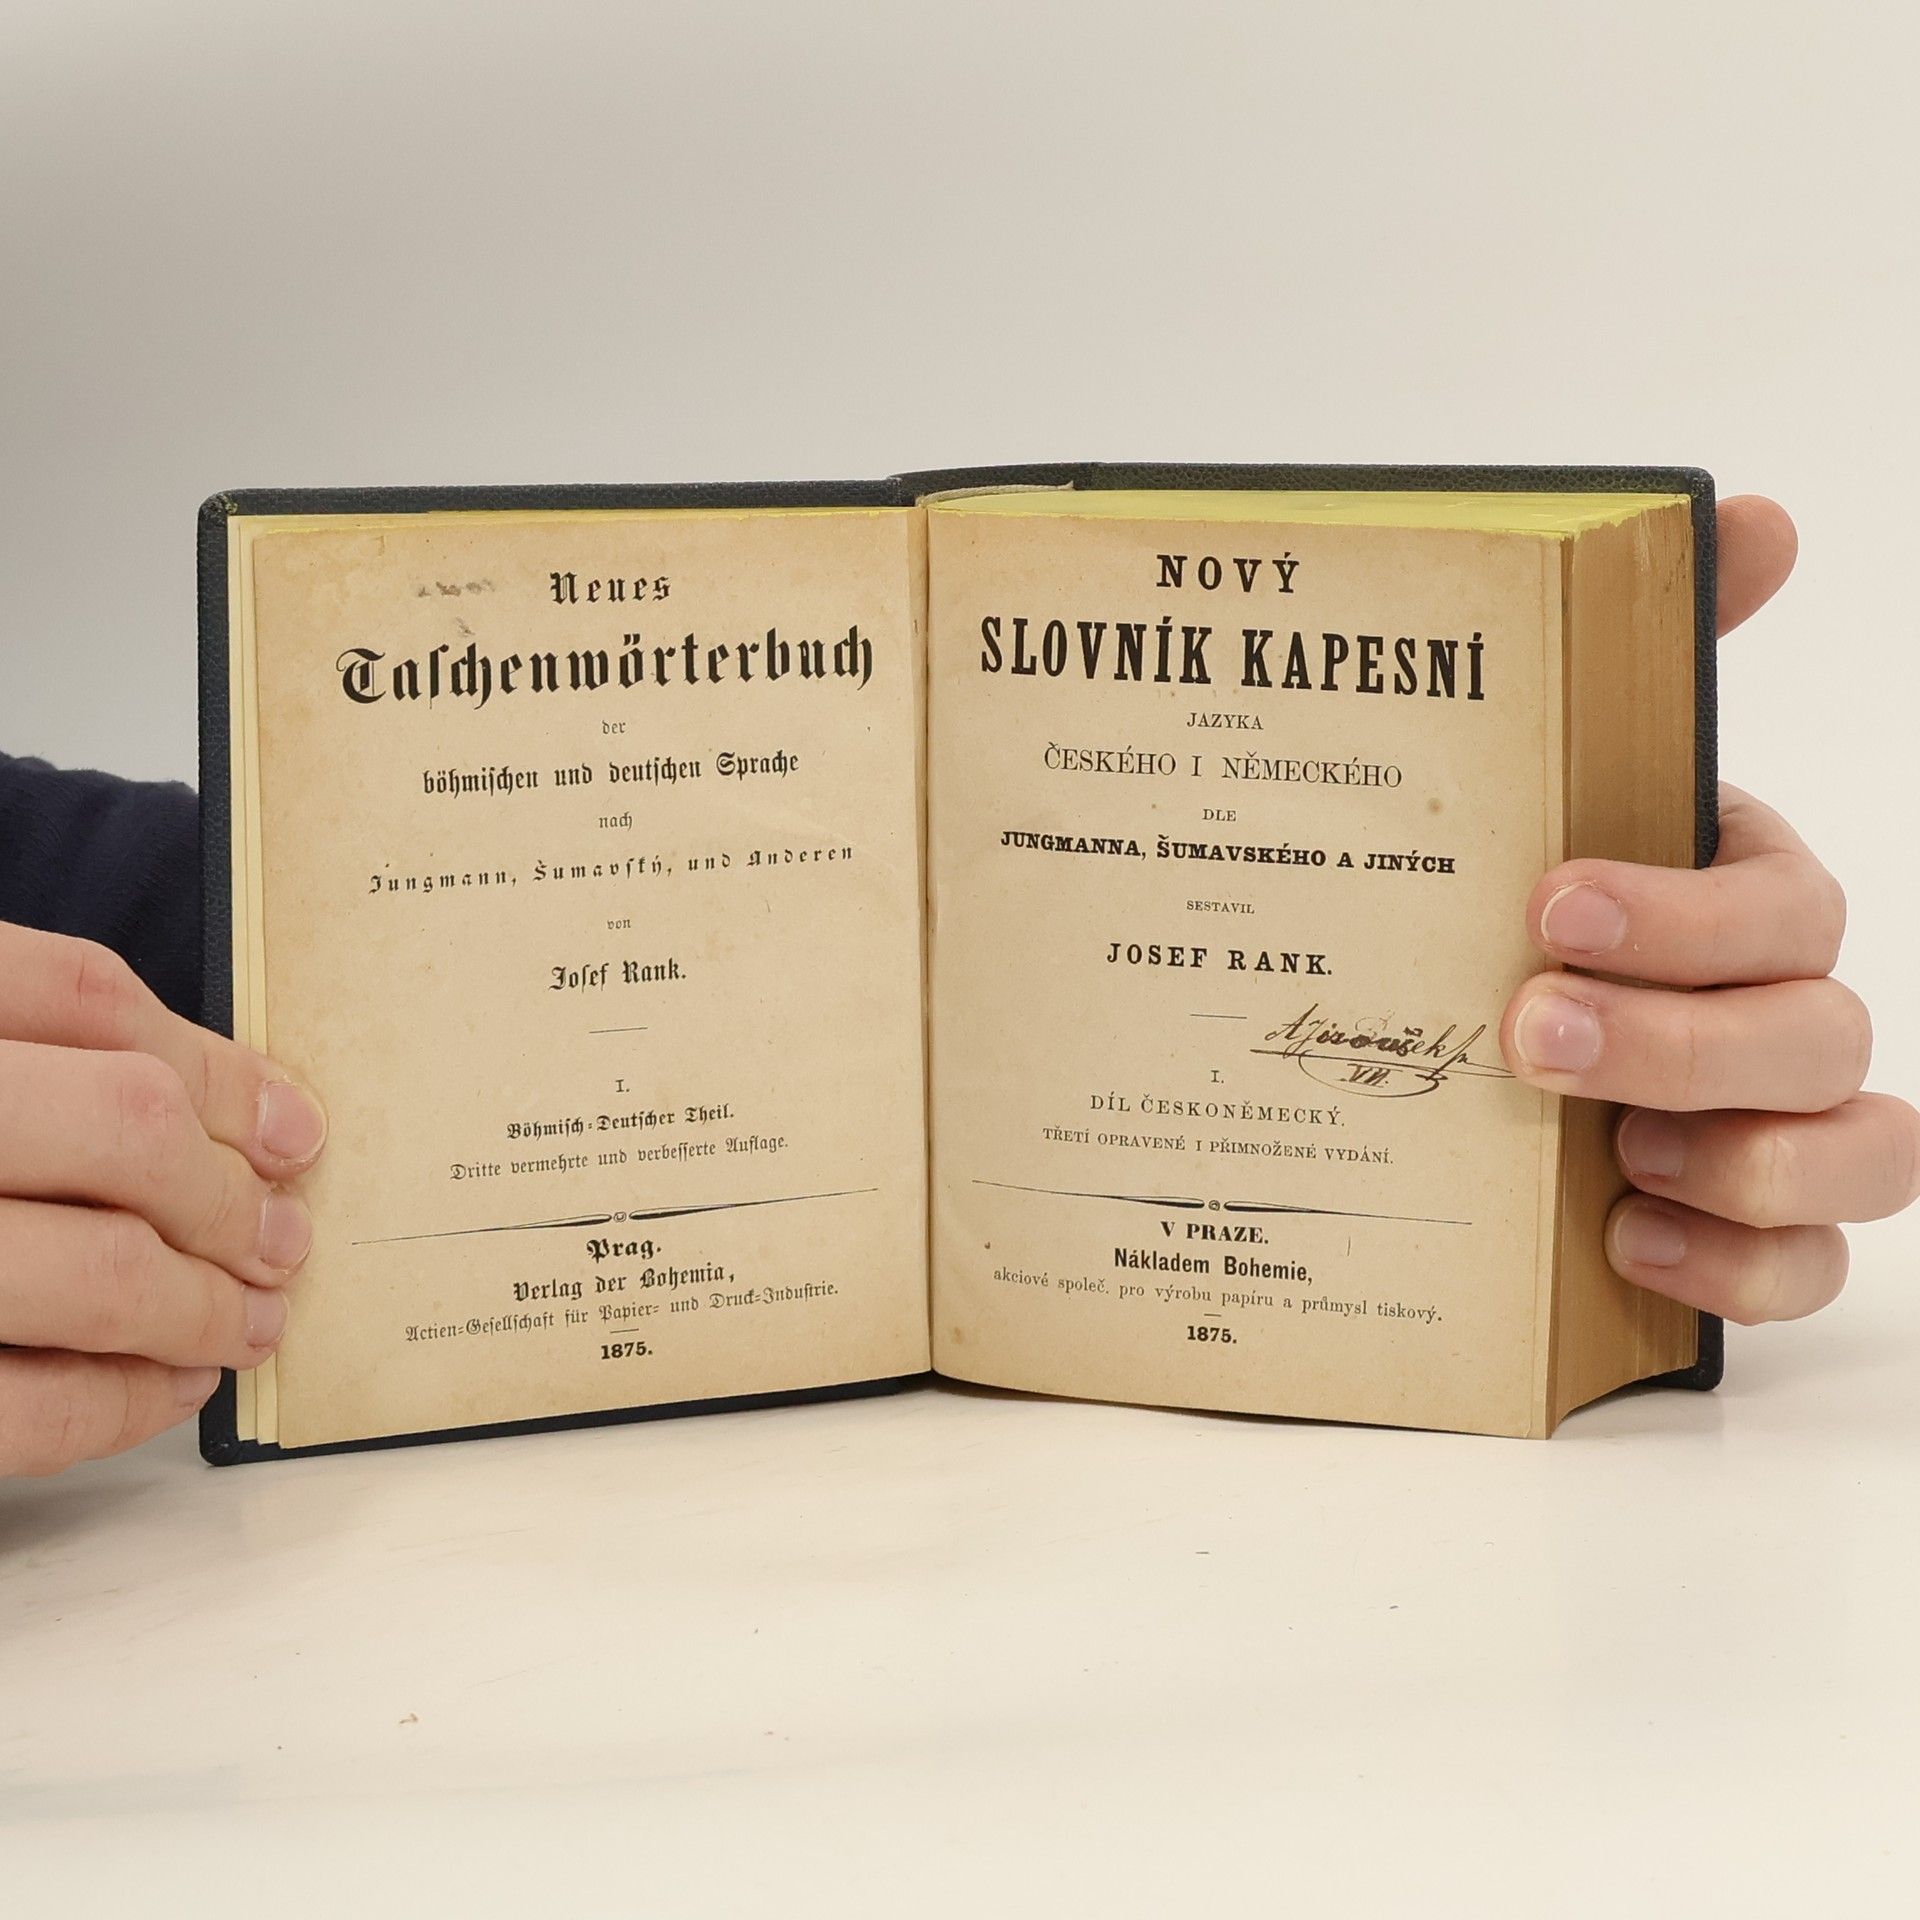 Neues
Taſchenwörterbuch
der
böhmiſchen und deutſchen Sprache
nach
Jungmann, Šumavſký, und Anderen
von
Joſef Rank.
I.
Böhmiſch-Deutſcher Theil.
Dritte vermehrte und verbeſſerte Auflage.
Prag.
Verlag der Bohemia,
Actien-Geſellſchaft für Papier- und Druck-Induſtrie.
1875.
NOVÝ
SLOVNÍK KAPESNÍ
JAZYKA
ČESKÉHO I NĚMECKÉHO
DLE
JUNGMANNA, ŠUMAVSKÉHO A JINÝCH
SESTAVIL
JOSEF RANK.
VII.
I.
DÍL ČESKONĚMECKÝ.
TŘETÍ OPRAVENÉ I PŘIMNOŽENÉ VYDÁNÍ.
V PRAZE.
Nákladem Bohemie,
akciové společ. pro výrobu papíru a průmysl tiskový.
1875.